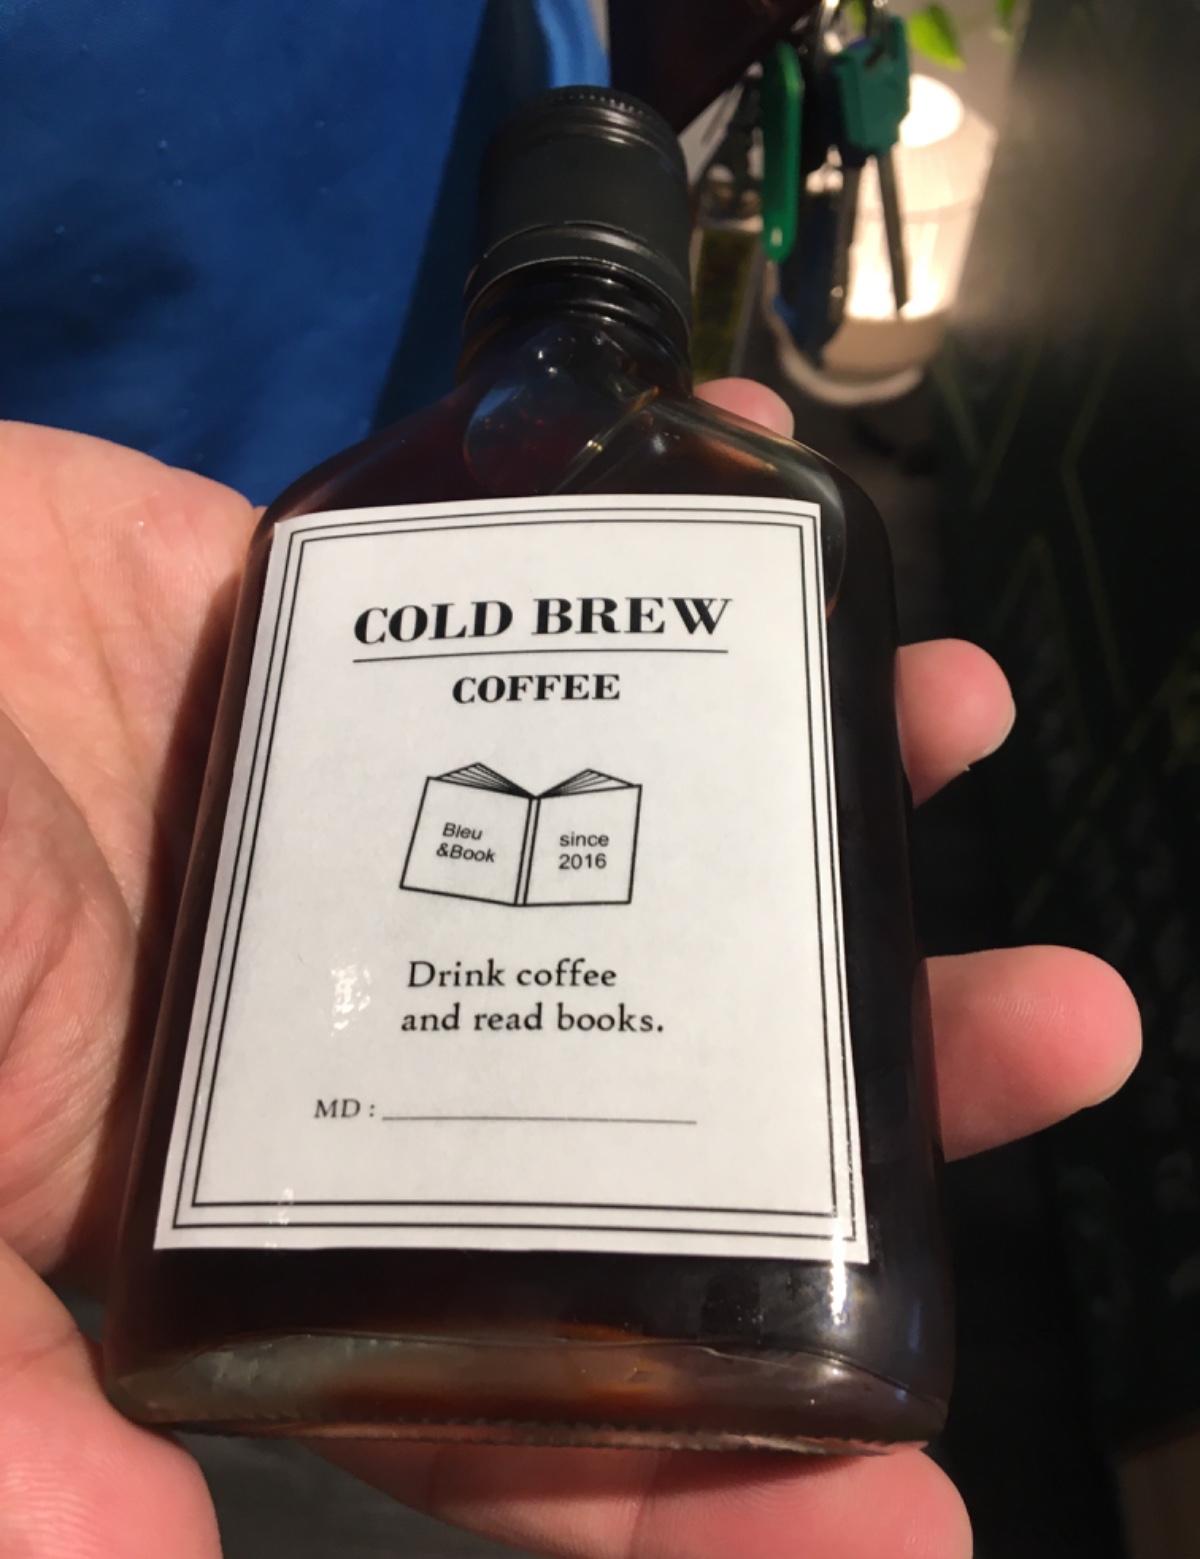 COLD BREW
COFFEE
Bleu
&Book
since
2016
Drink coffee
and read books.
MD :